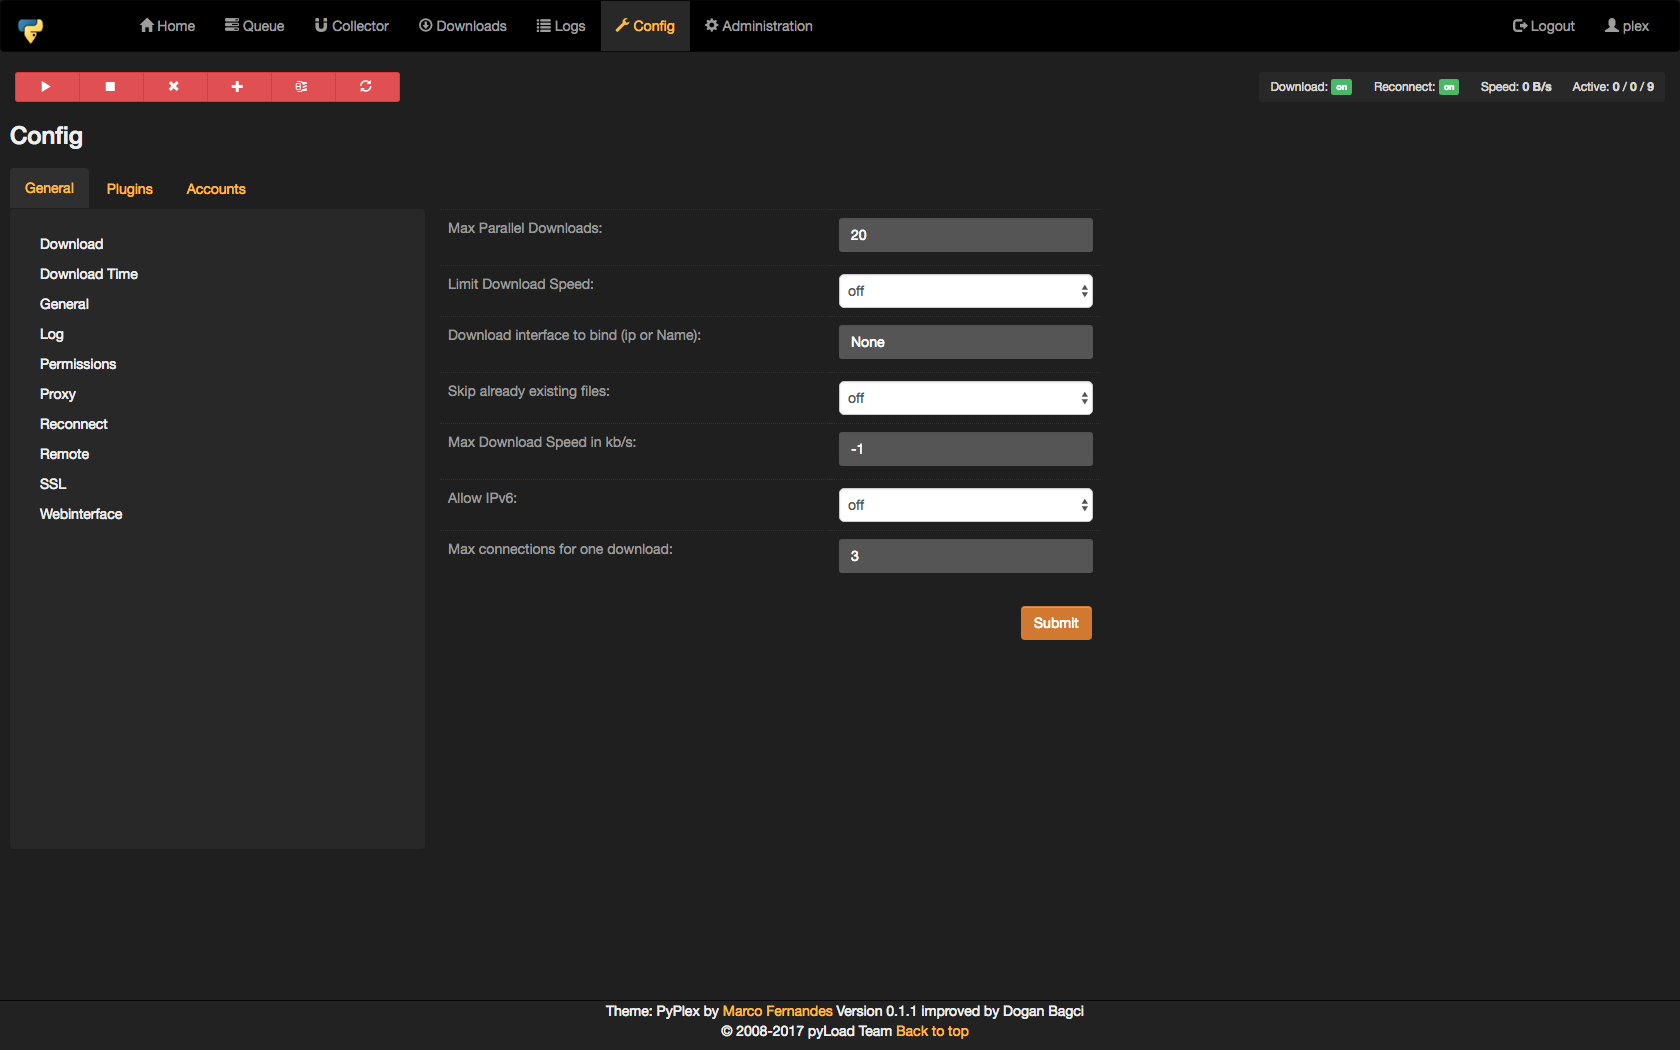 Home Queue Collector Downloads Logs Config Administration Logout plex
Download: on Reconnect: on Speed: 0 B/s Active: 0 / 0 / 9
Config
General Plugins Accounts
Download
Download Time
General
Log
Permissions
Proxy
Reconnect
Remote
SSL
Webinterface
Max Parallel Downloads: 20
Limit Download Speed: off
Download interface to bind (ip or Name): None
Skip already existing files: off
Max Download Speed in kb/s: -1
Allow IPv6: off
Max connections for one download: 3
Submit
Theme: PyPlex by Marco Fernandes Version 0.1.1 improved by Dogan Bagci
© 2008-2017 pyLoad Team Back to top